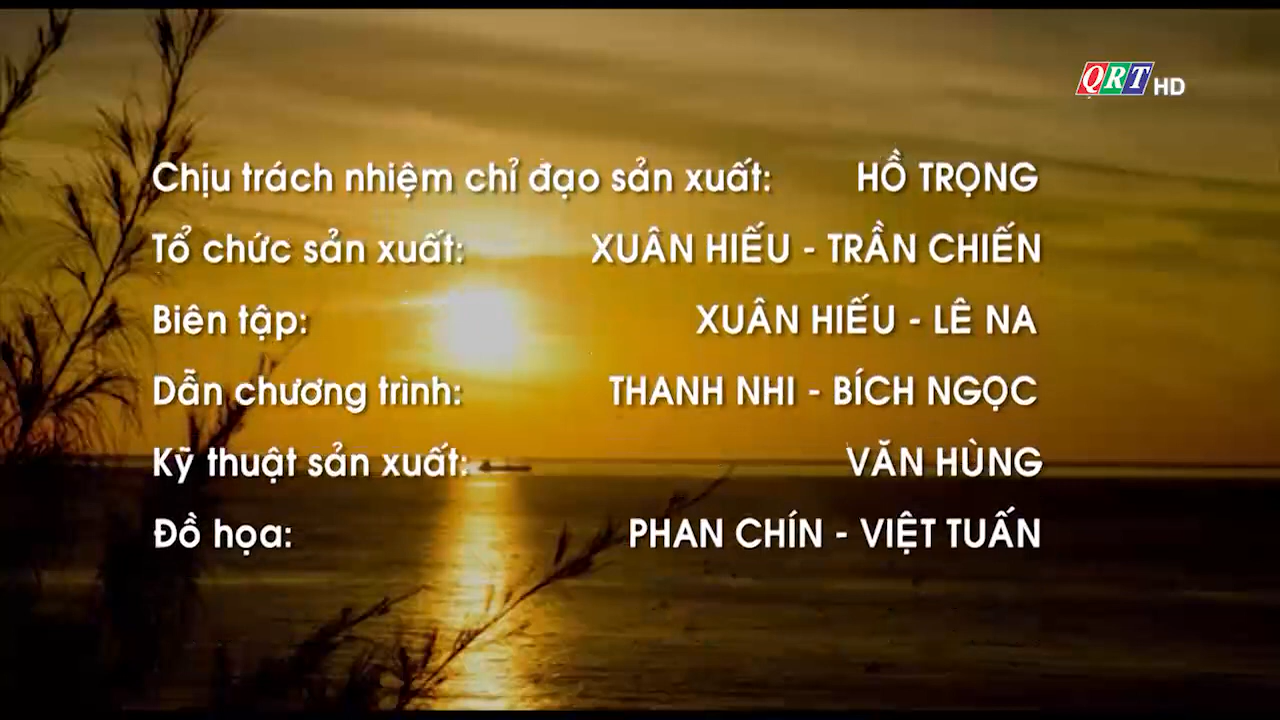 QRT HD
Chịu trách nhiệm chỉ đạo sản xuất: HỒ TRỌNG
Tổ chức sản xuất: XUÂN HIẾU - TRẦN CHIẾN
Biên tập: XUÂN HIẾU - LÊ NA
Dẫn chương trình: THANH NHI - BÍCH NGỌC
Kỹ thuật sản xuất: VĂN HÙNG
Đồ họa: PHAN CHÍN - VIỆT TUẤN